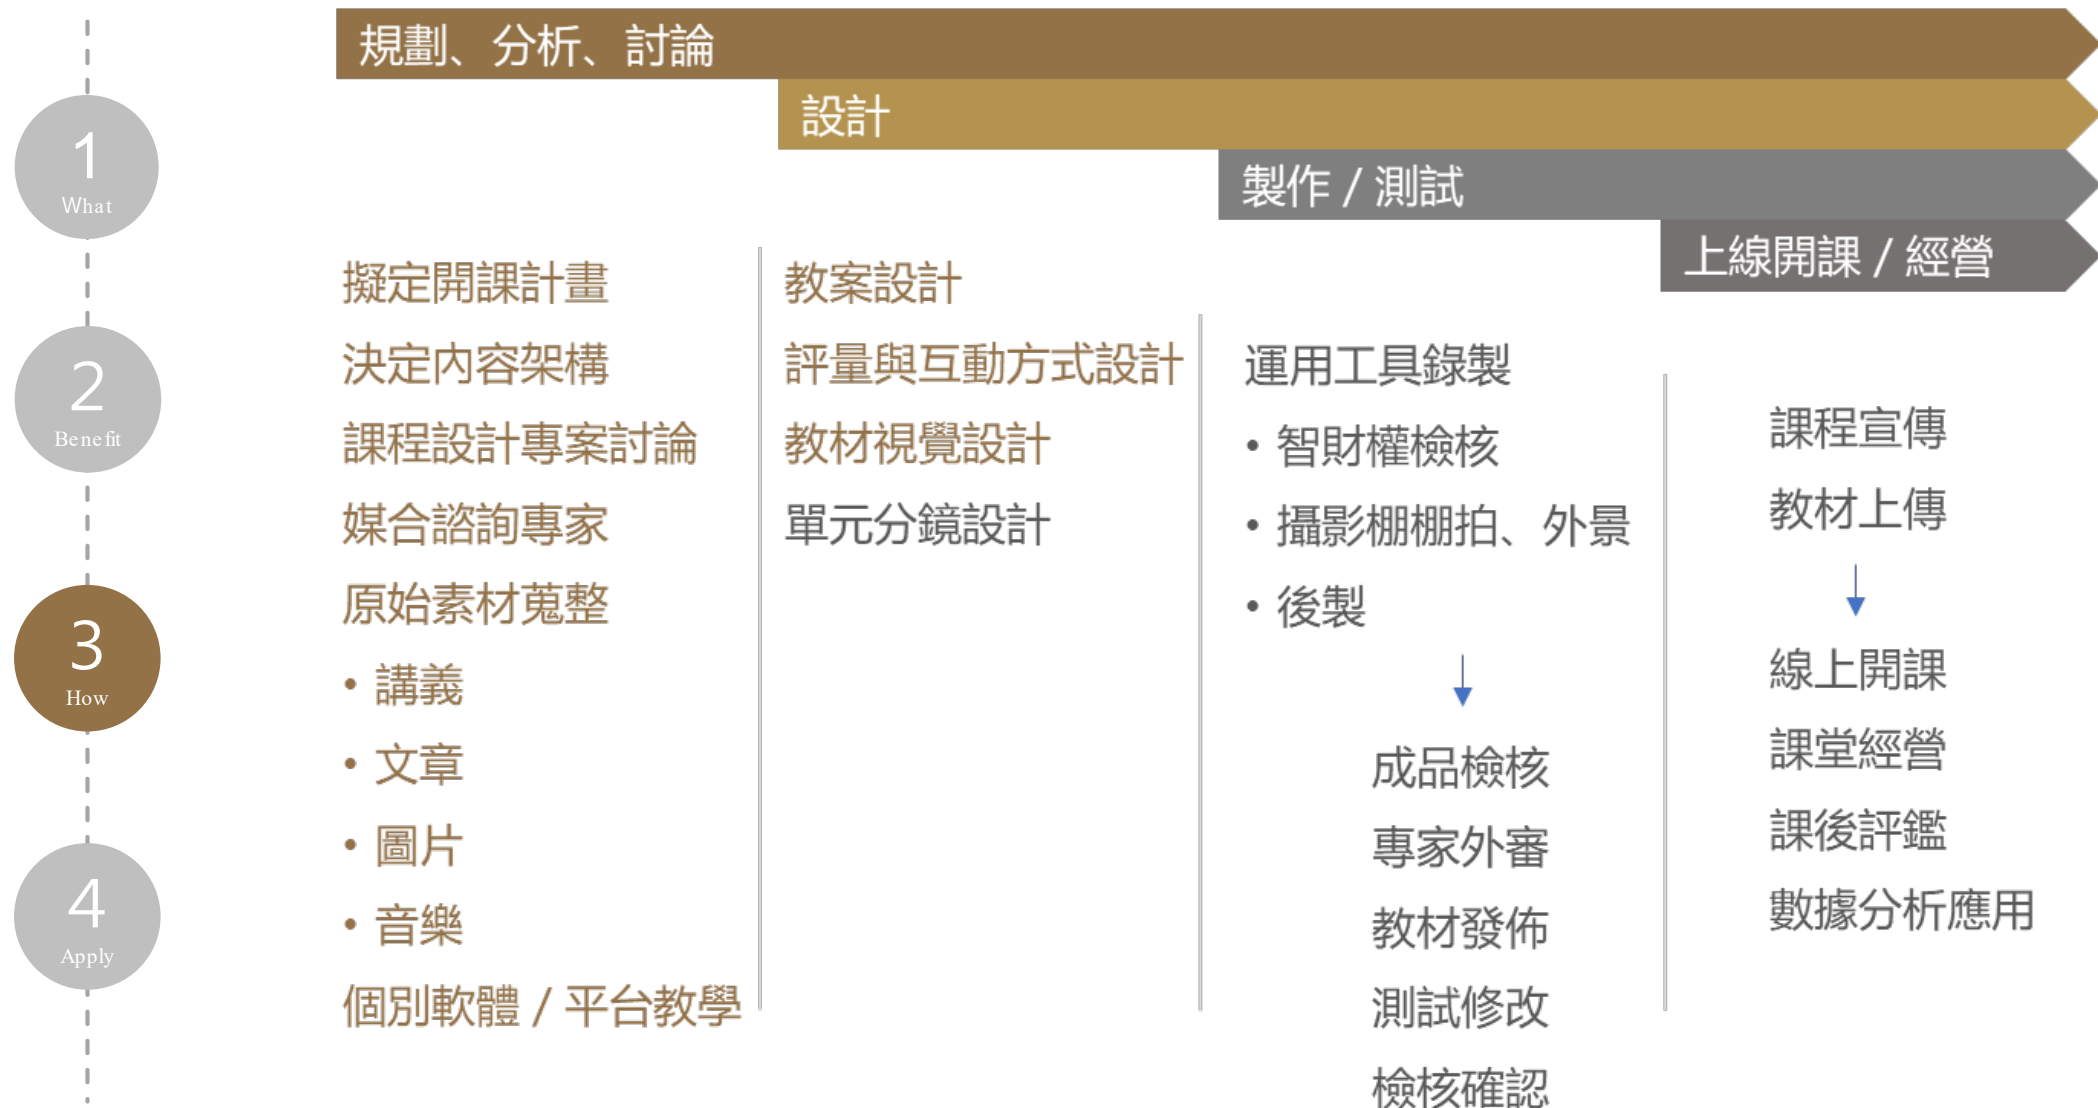 規劃、分析、討論
設計
製作 / 測試
上線開課 / 經營
1
What
2
Benefit
3
How
4
Apply
擬定開課計畫
決定內容架構
課程設計專案討論
媒合諮詢專家
原始素材蒐整
• 講義
• 文章
• 圖片
• 音樂
個別軟體 / 平台教學
教案設計
評量與互動方式設計
教材視覺設計
單元分鏡設計
運用工具錄製
• 智財權檢核
• 攝影棚棚拍、外景
• 後製
成品檢核
專家外審
教材發佈
測試修改
檢核確認
課程宣傳
教材上傳
線上開課
課堂經營
課後評鑑
數據分析應用